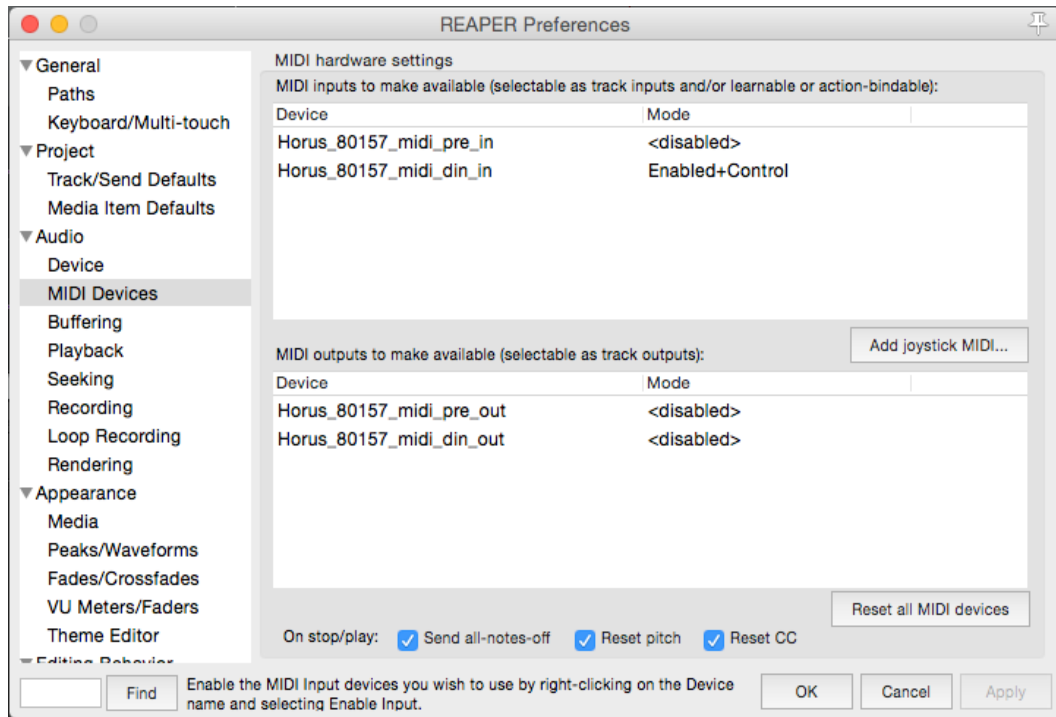 REAPER Preferences
General
Paths
Keyboard/Multi-touch
Project
Track/Send Defaults
Media Item Defaults
Audio
Device
MIDI Devices
Buffering
Playback
Seeking
Recording
Loop Recording
Rendering
Appearance
Media
Peaks/Waveforms
Fades/Crossfades
VU Meters/Faders
Theme Editor
Editing Behavior
MIDI hardware settings
MIDI inputs to make available (selectable as track inputs and/or learnable or action-bindable):
Device Mode
Horus_80157_midi_pre_in <disabled>
Horus_80157_midi_din_in Enabled+Control
Add joystick MIDI...
MIDI outputs to make available (selectable as track outputs):
Device Mode
Horus_80157_midi_pre_out <disabled>
Horus_80157_midi_din_out <disabled>
Reset all MIDI devices
On stop/play: Send all-notes-off Reset pitch Reset CC
Find
Enable the MIDI Input devices you wish to use by right-clicking on the Device
name and selecting Enable Input.
OK Cancel Apply